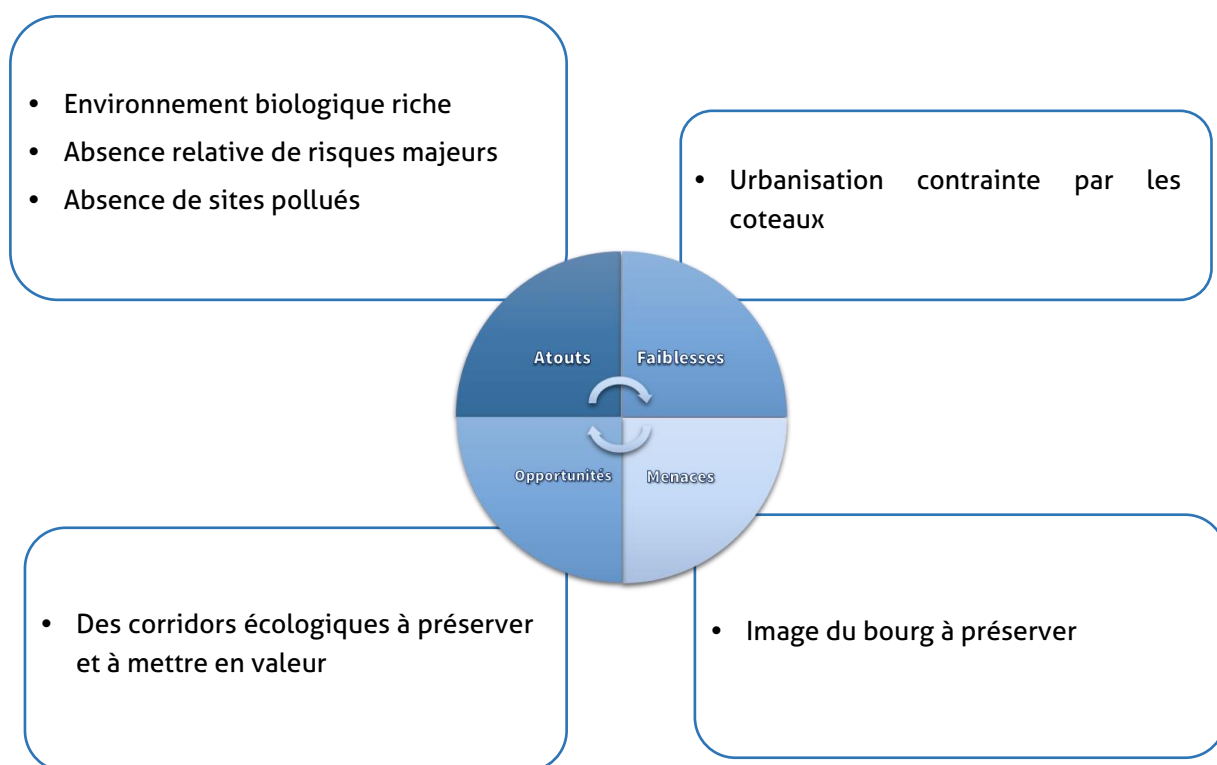 • Environnement biologique riche
• Absence relative de risques majeurs
• Absence de sites pollués
• Urbanisation contrainte par les
coteaux
Atouts
Faiblesses
Opportunités
Menaces
• Des corridors écologiques à préserver
et à mettre en valeur
• Image du bourg à préserver